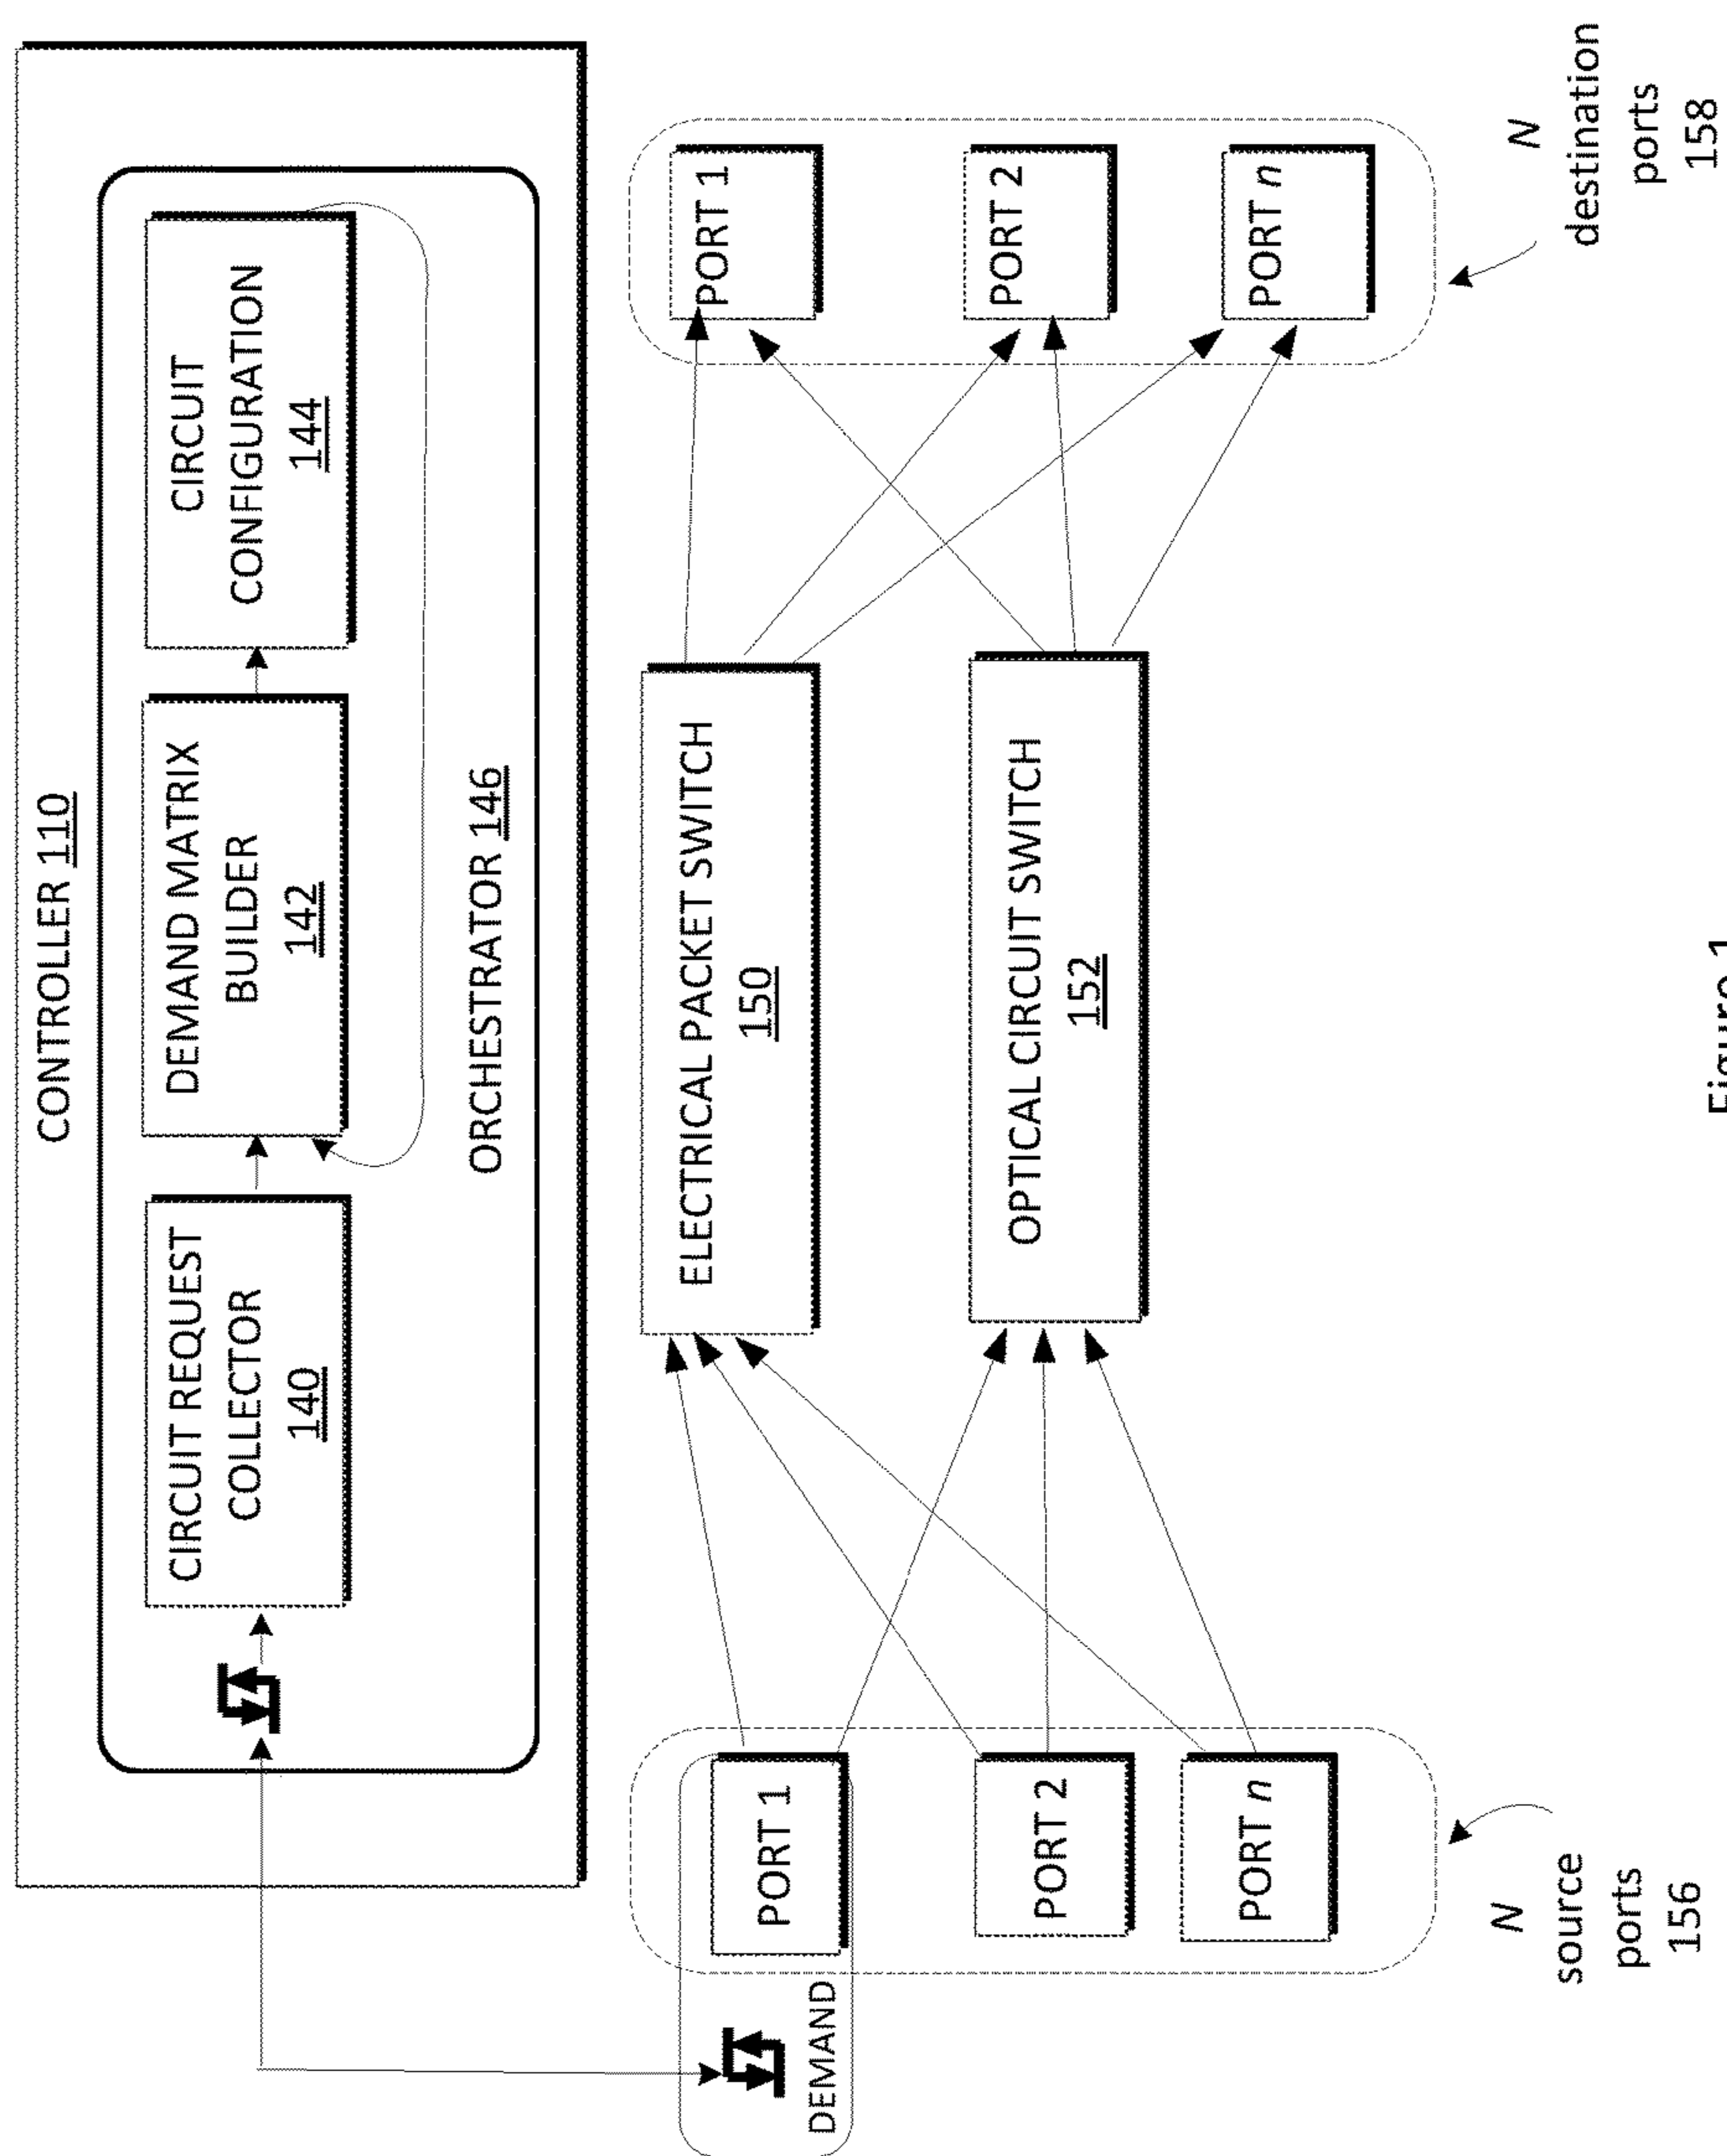 CONTROLLER 110
CIRCUIT REQUEST
COLLECTOR
140
DEMAND MATRIX
BUILDER
142
CIRCUIT
CONFIGURATION
144
ORCHESTRATOR 146
DEMAND
PORT 1
PORT 2
PORT n
ELECTRICAL PACKET SWITCH
150
OPTICAL CIRCUIT SWITCH
152
PORT 1
PORT 2
PORT n
N
source
ports
156
N
destination
ports
158
Figure 1